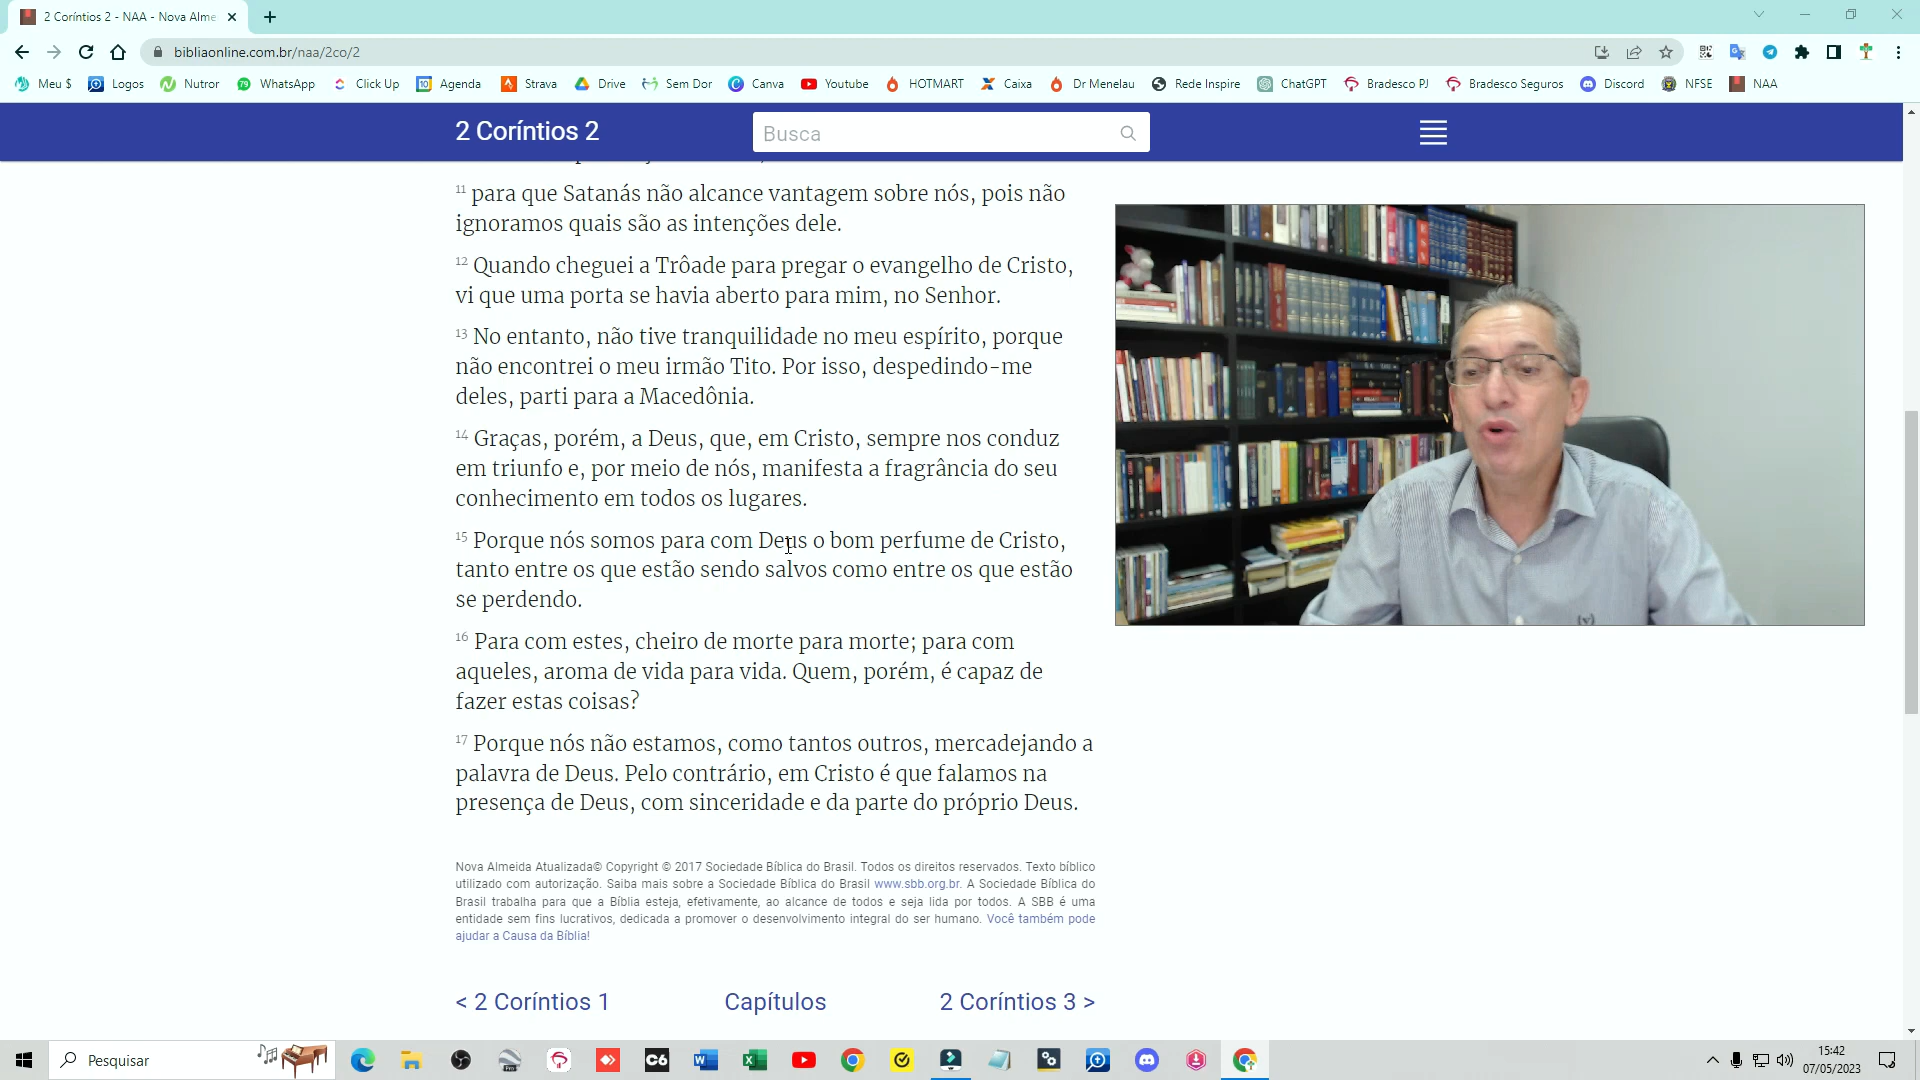 2 Coríntios 2 - NAA - Nova Alme
bibliaonline.com.br/naa/2co/2
Meu $ Logos Nutror WhatsApp Click Up Agenda Strava Drive Sem Dor Canva Youtube HOTMART Caixa Dr Menelau Rede Inspire ChatGPT Bradesco PJ Bradesco Seguros Discord NFSE NAA
2 Coríntios 2
Busca
11 para que Satanás não alcance vantagem sobre nós, pois não
ignoramos quais são as intenções dele.
12 Quando cheguei a Trôade para pregar o evangelho de Cristo,
vi que uma porta se havia aberto para mim, no Senhor.
13 No entanto, não tive tranquilidade no meu espírito, porque
não encontrei o meu irmão Tito. Por isso, despedindo-me
deles, parti para a Macedônia.
14 Graças, porém, a Deus, que, em Cristo, sempre nos conduz
em triunfo e, por meio de nós, manifesta a fragrância do seu
conhecimento em todos os lugares.
15 Porque nós somos para com Deus o bom perfume de Cristo,
tanto entre os que estão sendo salvos como entre os que estão
se perdendo.
16 Para com estes, cheiro de morte para morte; para com
aqueles, aroma de vida para vida. Quem, porém, é capaz de
fazer estas coisas?
17 Porque nós não estamos, como tantos outros, mercadejando a
palavra de Deus. Pelo contrário, em Cristo é que falamos na
presença de Deus, com sinceridade e da parte do próprio Deus.
Nova Almeida Atualizada© Copyright © 2017 Sociedade Bíblica do Brasil. Todos os direitos reservados. Texto bíblico
utilizado com autorização. Saiba mais sobre a Sociedade Bíblica do Brasil www.sbb.org.br. A Sociedade Bíblica do
Brasil trabalha para que a Bíblia esteja, efetivamente, ao alcance de todos e seja lida por todos. A SBB é uma
entidade sem fins lucrativos, dedicada a promover o desenvolvimento integral do ser humano. Você também pode
ajudar a Causa da Bíblia!
< 2 Coríntios 1 Capítulos 2 Coríntios 3 >
Pesquisar
15:42
07/05/2023